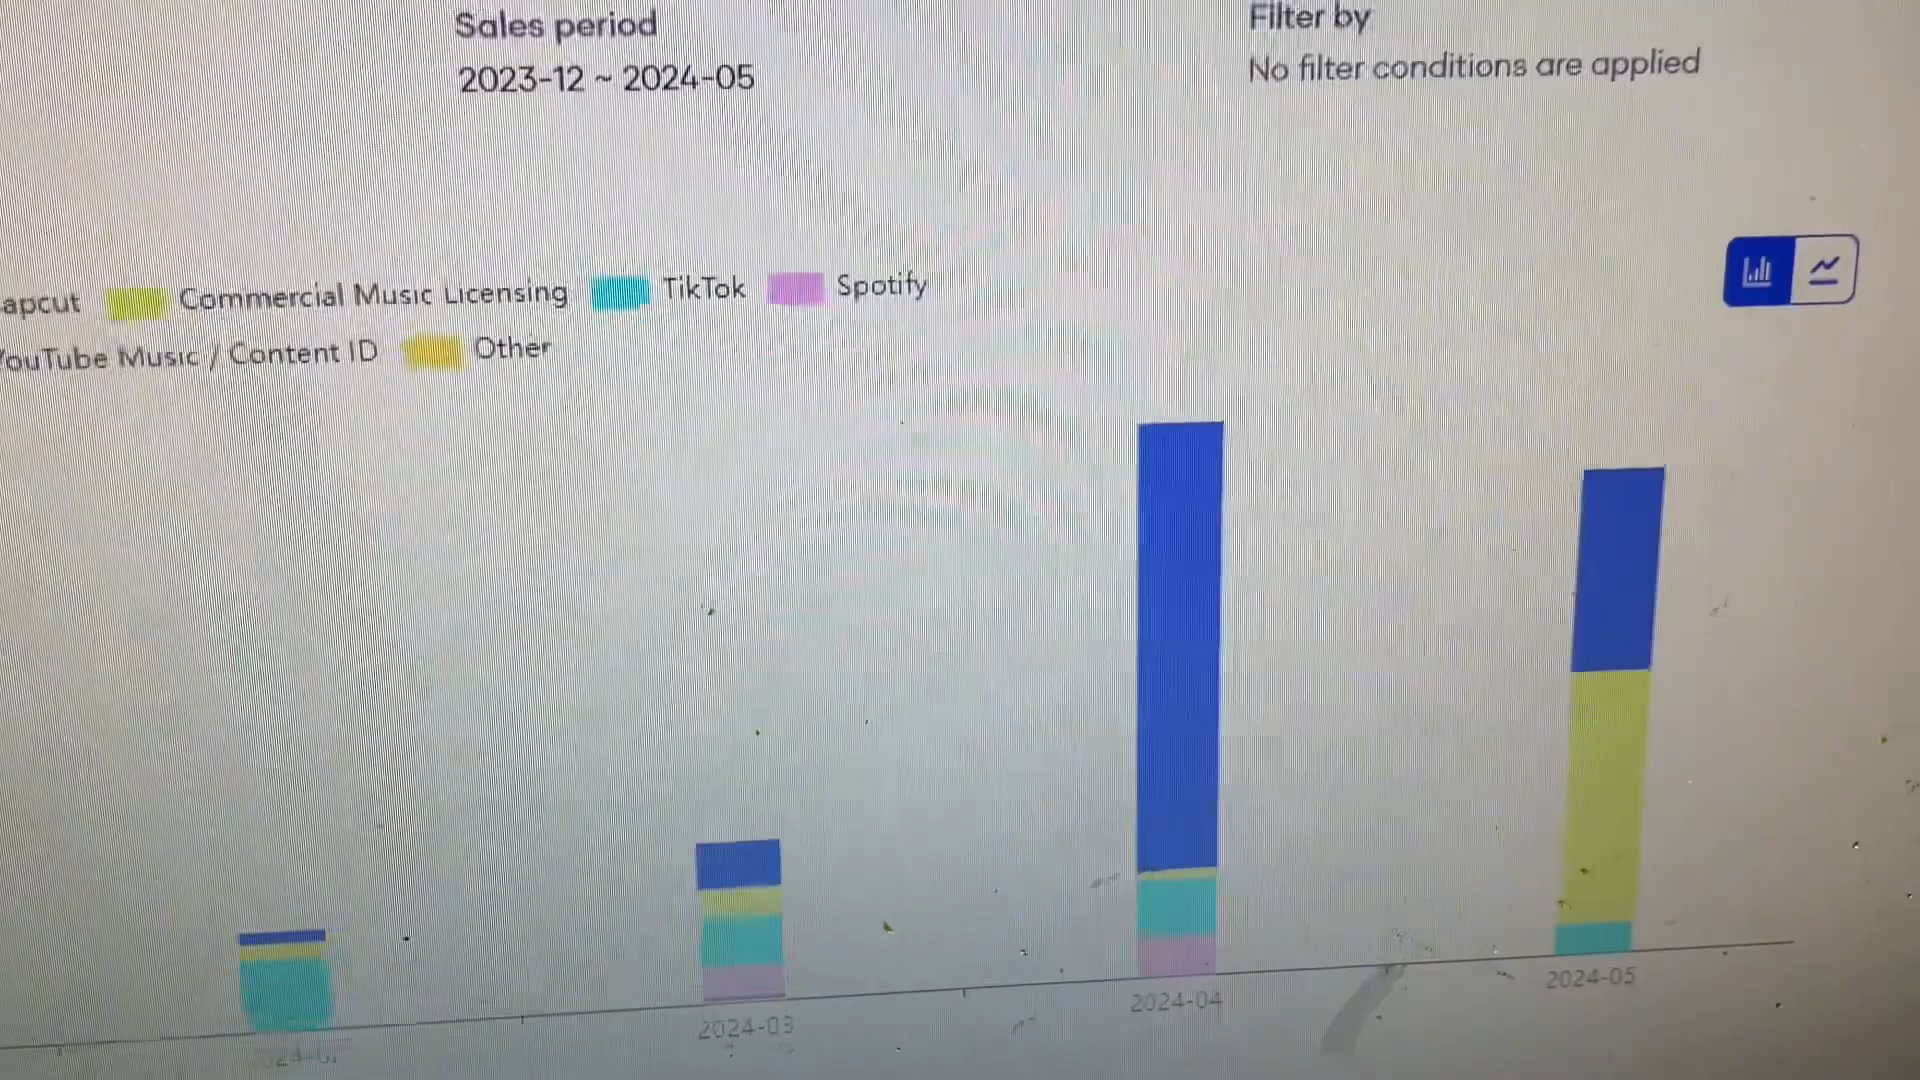 Sales period
2023-12 ~ 2024-05
Filter by
No filter conditions are applied
apcut
Commercial Music Licensing
TikTok
Spotify
YouTube Music / Content ID
Other
2024-03
2024-04
2024-05